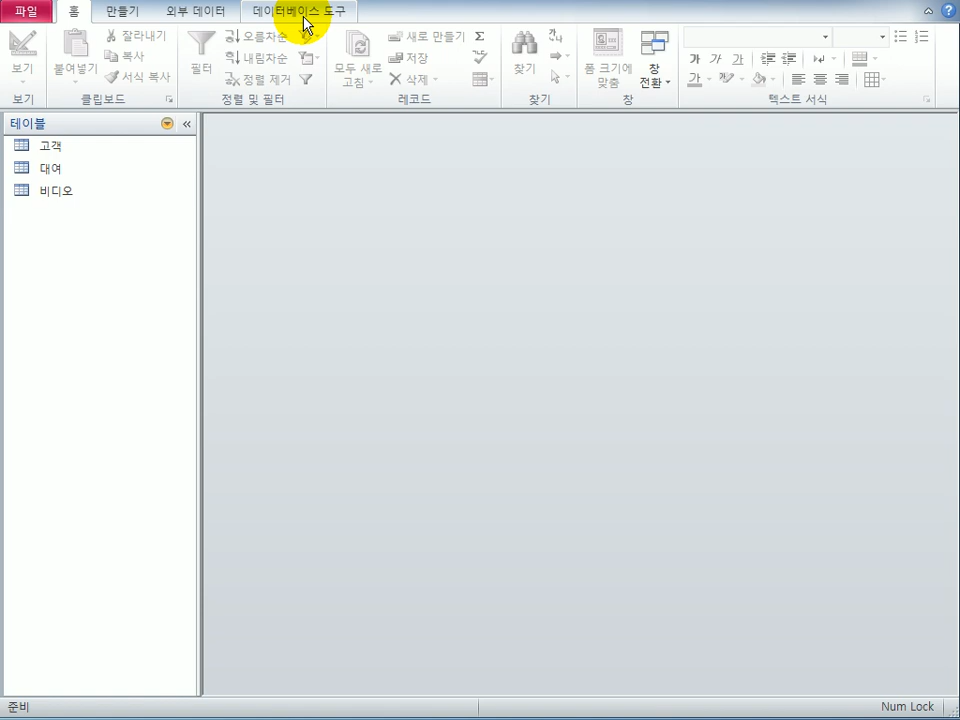 파일 홈 만들기 외부 데이터 데이터베이스 도구
보기
보기
붙여넣기
잘라내기
복사
서식 복사
클립보드
필터
오름차순
내림차순
정렬 제거
정렬 및 필터
모두 새로
고침
새로 만들기
저장
삭제
레코드
찾기
찾기
폼 크기에
맞춤
창
전환
창
가 가 가
가
텍스트 서식
테이블
고객
대여
비디오
준비
Num Lock